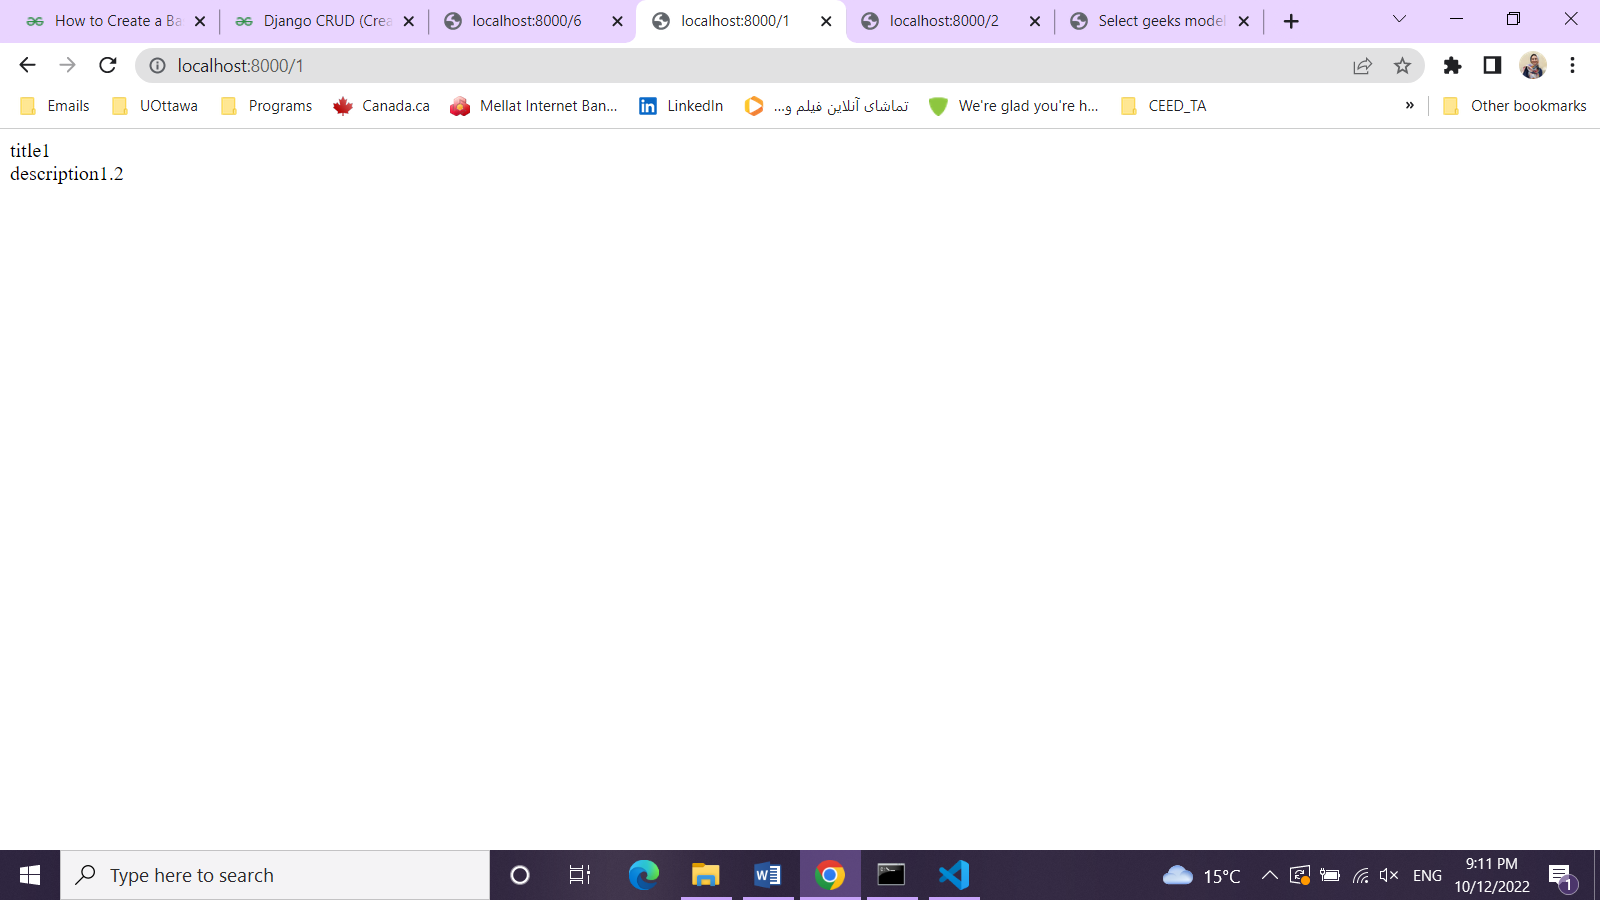 How to Create a Ba
Django CRUD (Crea
localhost:8000/6
localhost:8000/1
localhost:8000/2
Select geeks model
localhost:8000/1
Emails
UOttawa
Programs
Canada.ca
Mellat Internet Ban...
LinkedIn
تماشای آنلاین فیلم و...
We're glad you're h...
CEED_TA
»
Other bookmarks
title1
description1.2
Type here to search
15°C
ENG
9:11 PM
10/12/2022
1